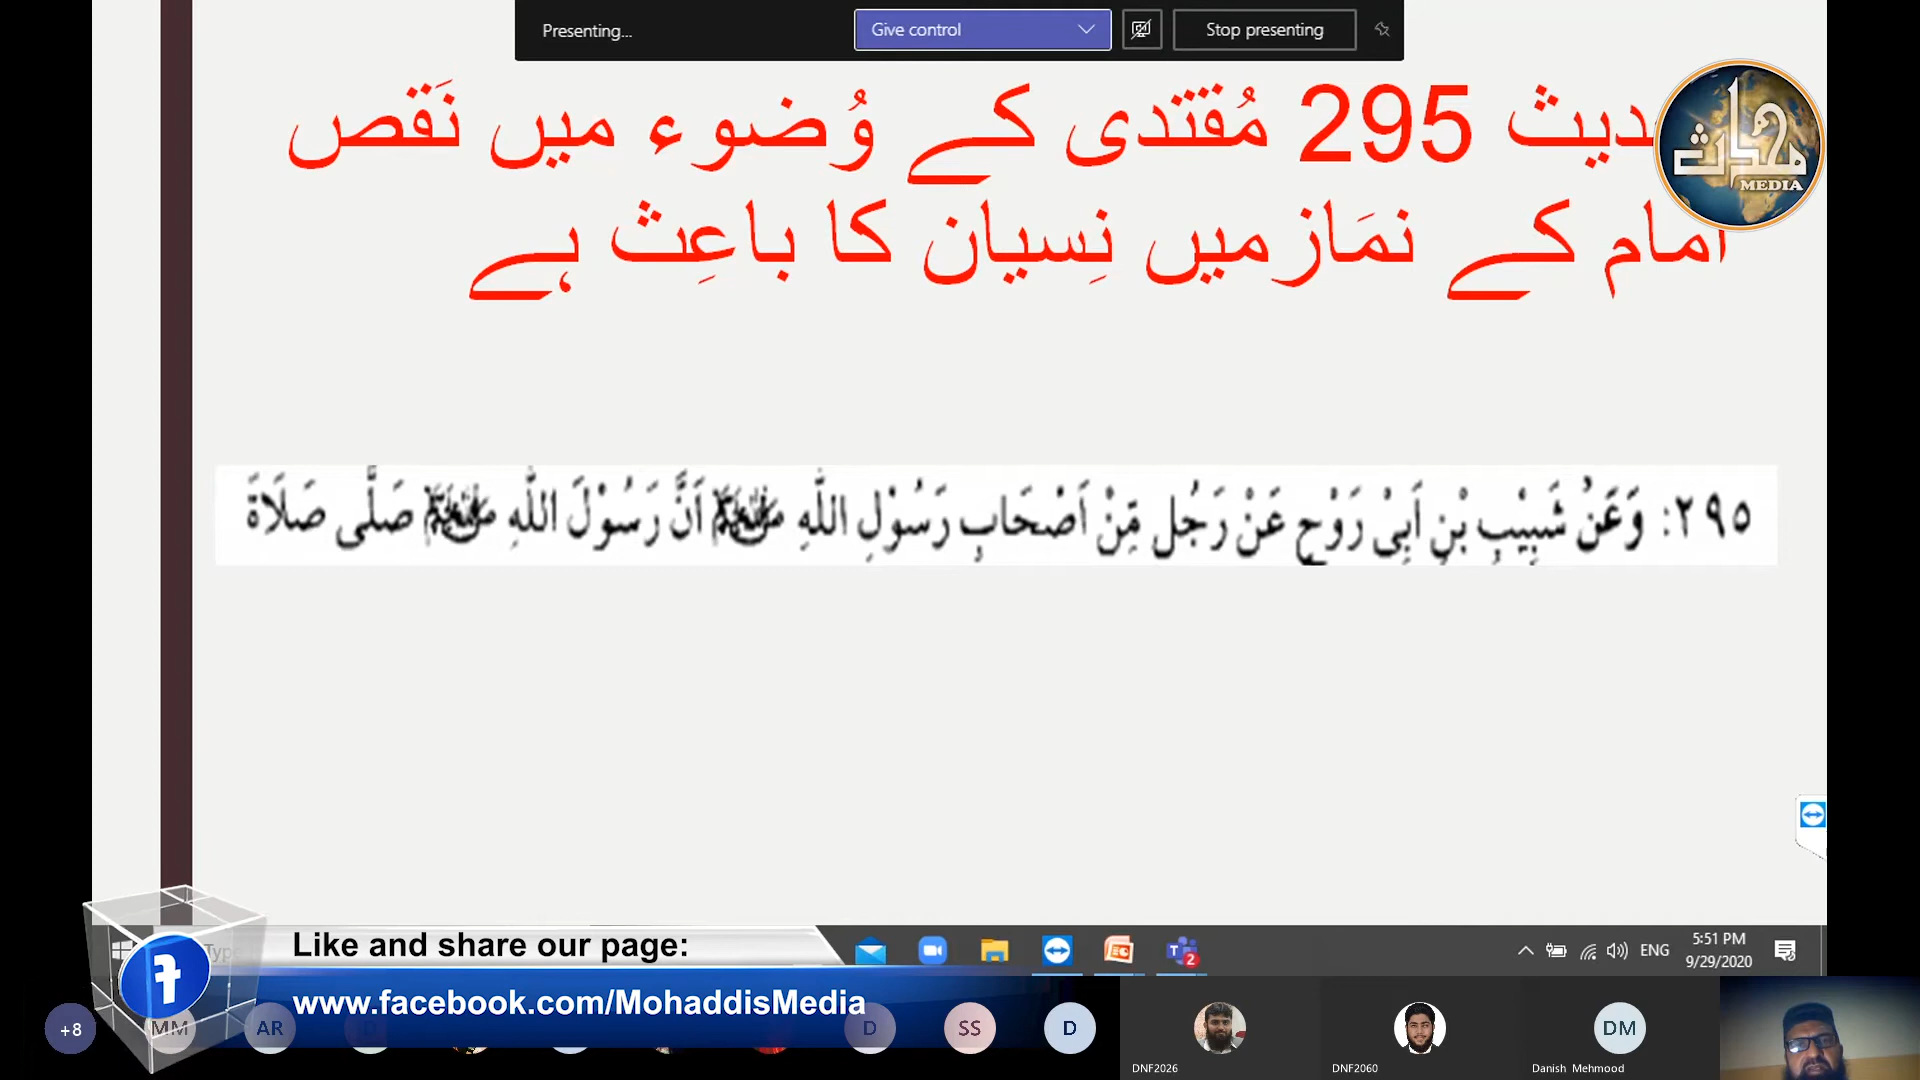 Presenting...
Give control
Stop presenting
حدیث 295 مُقتدی کے وُضوء میں نَقص
امام کے نمَازمیں نِسیان کا باعِث ہے
محدث
MEDIA
٢٩٥: وَعَنْ شَبِيْبِ بْنِ اَبِىْ رَوْحٍ عَنْ رَجُلٍ مِّنْ اَصْحَابِ رَسُوْلِ اللّٰهِ ﷺ اَنَّ رَسُوْلَ اللّٰهِ ﷺ صَلَّى صَلَاةَ
Type
Like and share our page:
www.facebook.com/MohaddisMedia
2
ENG
5:51 PM
9/29/2020
+8
MM
AR
D
SS
D
DM
DNF2026
DNF2060
Danish Mehmood